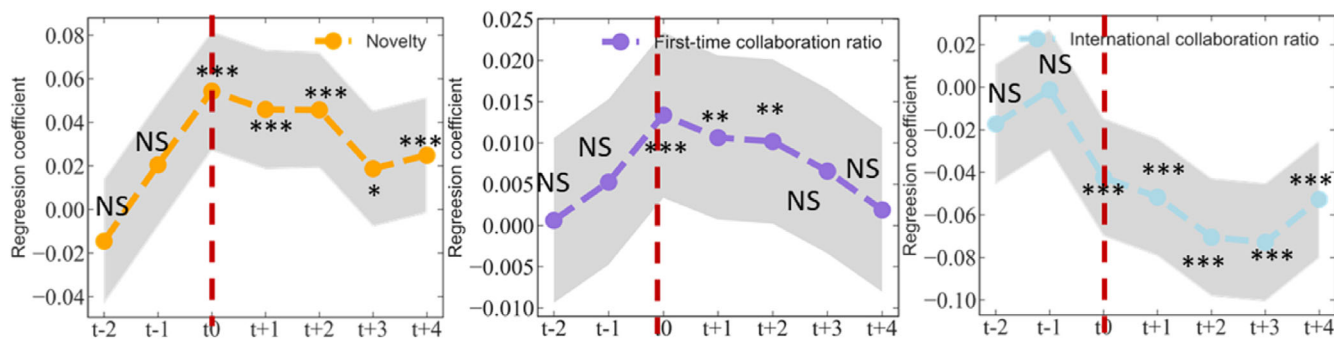 Regreesion coefficient
0.08
0.06
0.04
0.02
0.00
−0.02
−0.04
Novelty
NS
NS
***
***
***
*
***
t-2 t-1 t0 t+1 t+2 t+3 t+4
Regreesion coefficient
0.025
0.020
0.015
0.010
0.005
0.000
−0.005
−0.010
First-time collaboration ratio
NS
NS
***
**
**
NS
NS
t-2 t-1 t0 t+1 t+2 t+3 t+4
Regreesion coefficient
0.02
0.00
−0.02
−0.04
−0.06
−0.08
−0.10
International collaboration ratio
NS
NS
***
***
***
***
***
t-2 t-1 t0 t+1 t+2 t+3 t+4